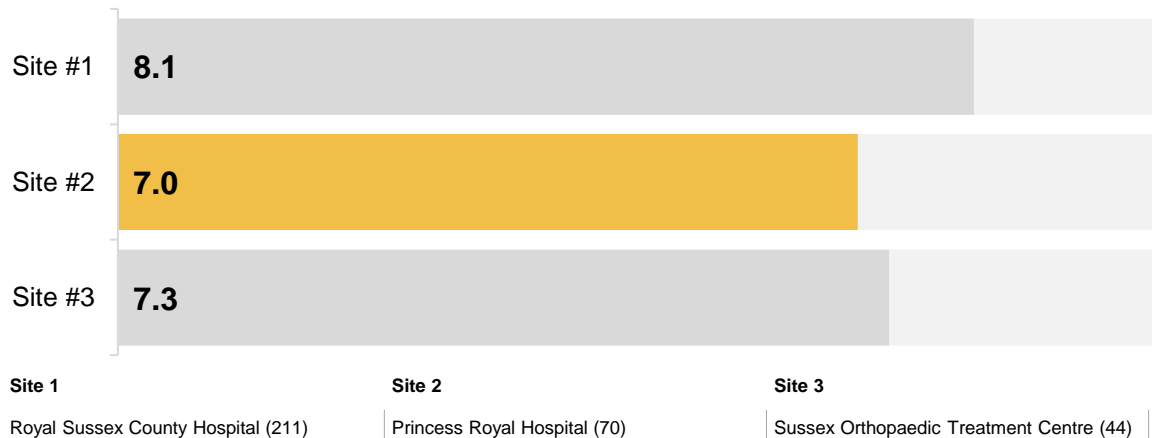 Site #1 8.1
Site #2 7.0
Site #3 7.3
Site 1 Site 2 Site 3
Royal Sussex County Hospital (211) Princess Royal Hospital (70) Sussex Orthopaedic Treatment Centre (44)